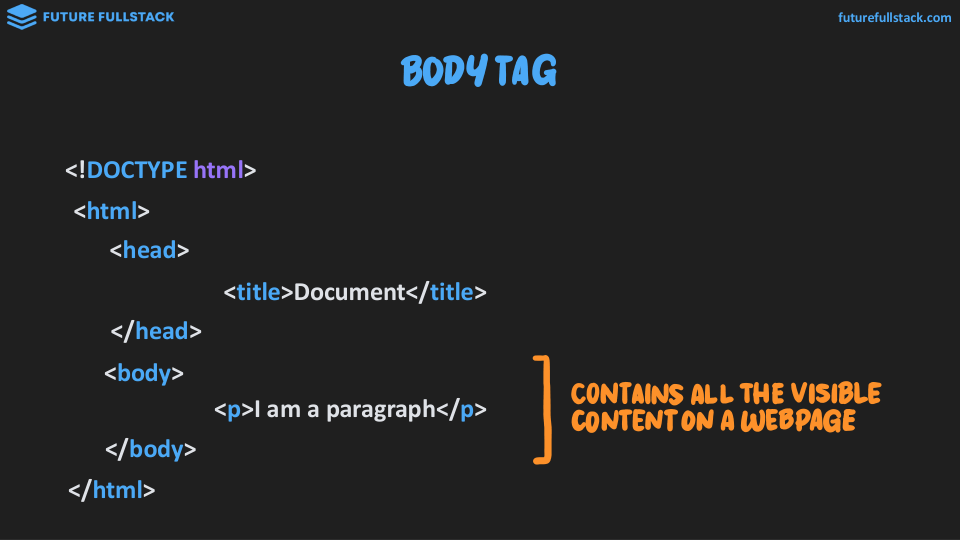 FUTURE FULLSTACK
futurefullstack.com
BODY TAG
<!DOCTYPE html>
<html>
<head>
<title>Document</title>
</head>
<body>
<p>I am a paragraph</p>
</body>
</html>
CONTAINS ALL THE VISIBLE
CONTENT ON A WEBPAGE